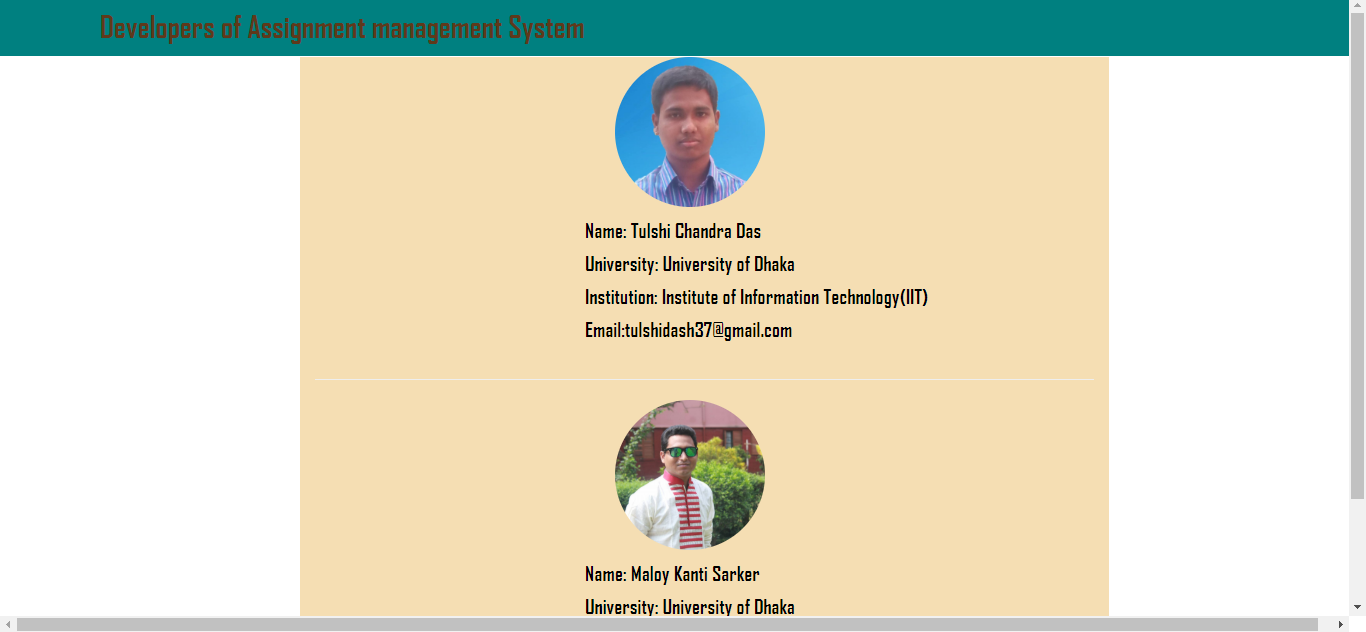 Developers of Assignment management System
Name: Tulshi Chandra Das
University: University of Dhaka
Institution: Institute of Information Technology(IIT)
Email:tulshidash37@gmail.com
Name: Maloy Kanti Sarker
University: University of Dhaka